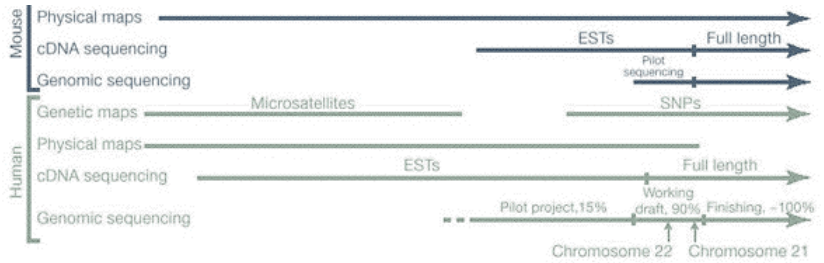 Mouse
Physical maps
cDNA sequencing
ESTs
Full length
Genomic sequencing
Pilot
sequencing
Human
Genetic maps
Microsatellites
SNPs
Physical maps
cDNA sequencing
ESTs
Full length
Genomic sequencing
Pilot project,15%
Working
draft, 90%
Finishing, ~100%
Chromosome 22
Chromosome 21